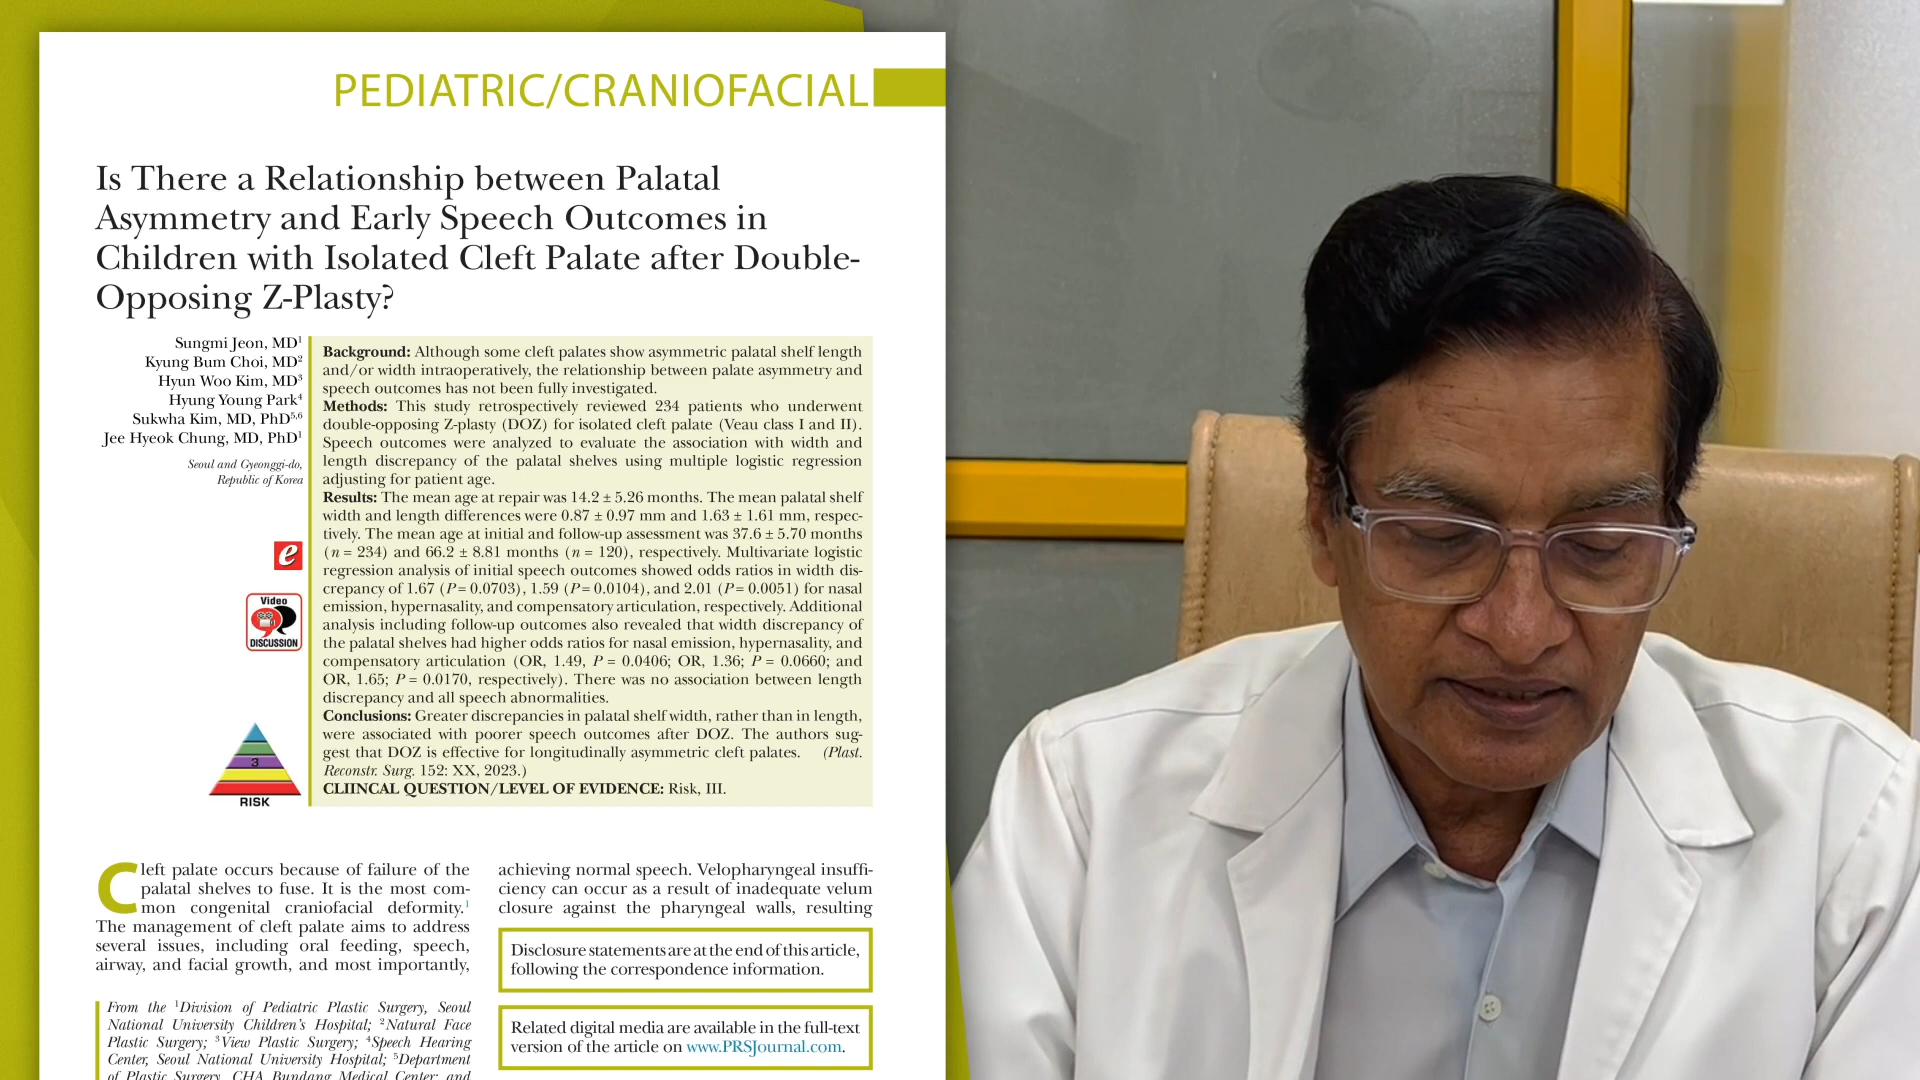 PEDIATRIC/CRANIOFACIAL
Is There a Relationship between Palatal
Asymmetry and Early Speech Outcomes in
Children with Isolated Cleft Palate after Double-
Opposing Z-Plasty?
Sungmi Jeon, MD1
Kyung Bum Choi, MD2
Hyun Woo Kim, MD3
Hyung Young Park4
Sukwha Kim, MD, PhD5,6
Jee Hyeok Chung, MD, PhD1
Seoul and Gyeonggi-do,
Republic of Korea
e
Video
DISCUSSION
3
RISK
Background: Although some cleft palates show asymmetric palatal shelf length
and/or width intraoperatively, the relationship between palate asymmetry and
speech outcomes has not been fully investigated.
Methods: This study retrospectively reviewed 234 patients who underwent
double-opposing Z-plasty (DOZ) for isolated cleft palate (Veau class I and II).
Speech outcomes were analyzed to evaluate the association with width and
length discrepancy of the palatal shelves using multiple logistic regression
adjusting for patient age.
Results: The mean age at repair was 14.2 ± 5.26 months. The mean palatal shelf
width and length differences were 0.87 ± 0.97 mm and 1.63 ± 1.61 mm, respec-
tively. The mean age at initial and follow-up assessment was 37.6 ± 5.70 months
(n = 234) and 66.2 ± 8.81 months (n = 120), respectively. Multivariate logistic
regression analysis of initial speech outcomes showed odds ratios in width dis-
crepancy of 1.67 (P = 0.0703), 1.59 (P = 0.0104), and 2.01 (P = 0.0051) for nasal
emission, hypernasality, and compensatory articulation, respectively. Additional
analysis including follow-up outcomes also revealed that width discrepancy of
the palatal shelves had higher odds ratios for nasal emission, hypernasality, and
compensatory articulation (OR, 1.49, P = 0.0406; OR, 1.36; P = 0.0660; and
OR, 1.65; P = 0.0170, respectively). There was no association between length
discrepancy and all speech abnormalities.
Conclusions: Greater discrepancies in palatal shelf width, rather than in length,
were associated with poorer speech outcomes after DOZ. The authors sug-
gest that DOZ is effective for longitudinally asymmetric cleft palates. (Plast.
Reconstr. Surg. 152: XX, 2023.)
CLIINCAL QUESTION/LEVEL OF EVIDENCE: Risk, III.
Cleft palate occurs because of failure of the
palatal shelves to fuse. It is the most com-
mon congenital craniofacial deformity.1
The management of cleft palate aims to address
several issues, including oral feeding, speech,
airway, and facial growth, and most importantly,
From the 1Division of Pediatric Plastic Surgery, Seoul
National University Children's Hospital; 2Natural Face
Plastic Surgery; 3View Plastic Surgery; 4Speech Hearing
Center, Seoul National University Hospital; 5Department
of Plastic Surgery, CHA Bundang Medical Center; and
achieving normal speech. Velopharyngeal insuffi-
ciency can occur as a result of inadequate velum
closure against the pharyngeal walls, resulting
Disclosure statements are at the end of this article,
following the correspondence information.
Related digital media are available in the full-text
version of the article on www.PRSJournal.com.